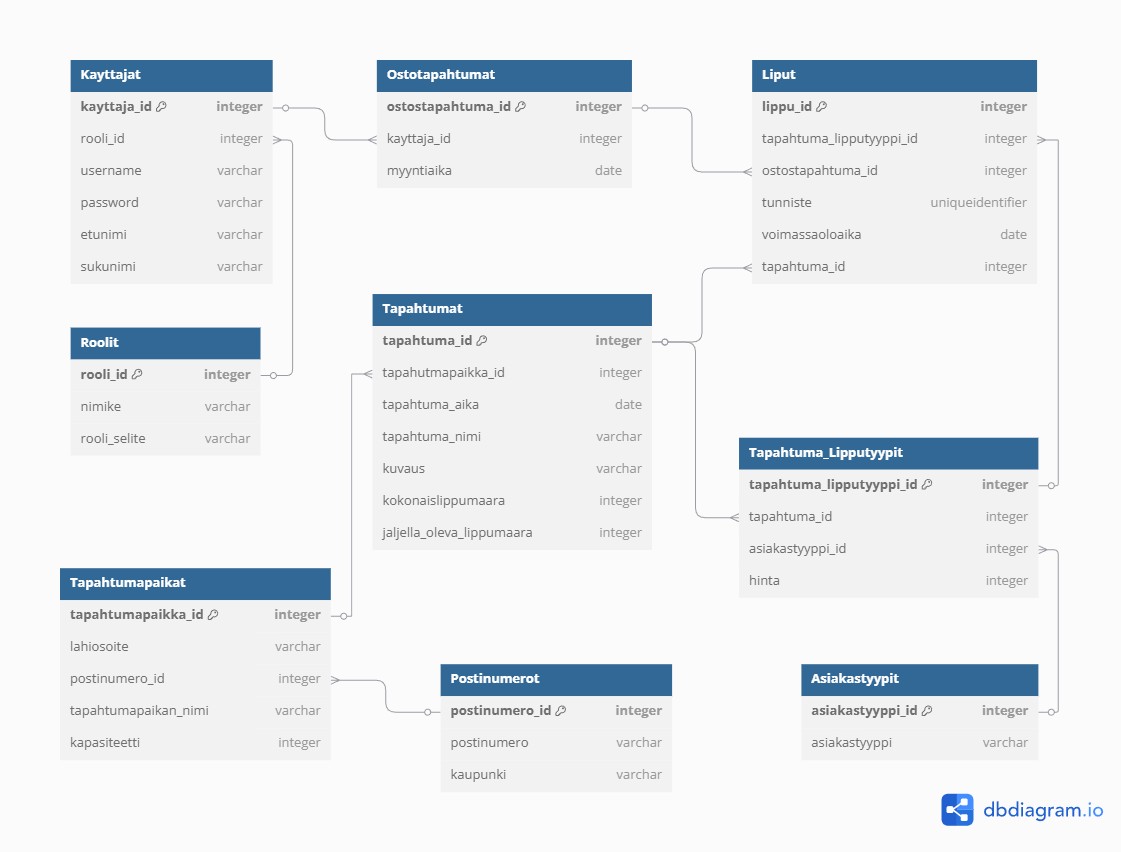 Kayttajat
kayttaja_id integer
rooli_id integer
username varchar
password varchar
etunimi varchar
sukunimi varchar
Ostotapahtumat
ostostapahtuma_id integer
kayttaja_id integer
myyntiaika date
Liput
lippu_id integer
tapahtuma_lipputyyppi_id integer
ostostapahtuma_id integer
tunniste uniqueidentifier
voimassaoloaika date
tapahtuma_id integer
Roolit
rooli_id integer
nimike varchar
rooli_selite varchar
Tapahtumat
tapahtuma_id integer
tapahutmapaikka_id integer
tapahtuma_aika date
tapahtuma_nimi varchar
kuvaus varchar
kokonaislippumaara integer
jaljella_oleva_lippumaara integer
Tapahtuma_Lipputyypit
tapahtuma_lipputyyppi_id integer
tapahtuma_id integer
asiakastyyppi_id integer
hinta integer
Tapahtumapaikat
tapahtumapaikka_id integer
lahiosoite varchar
postinumero_id integer
tapahtumapaikan_nimi varchar
kapasiteetti integer
Postinumerot
postinumero_id integer
postinumero varchar
kaupunki varchar
Asiakastyypit
asiakastyyppi_id integer
asiakastyyppi varchar
dbdiagram.io